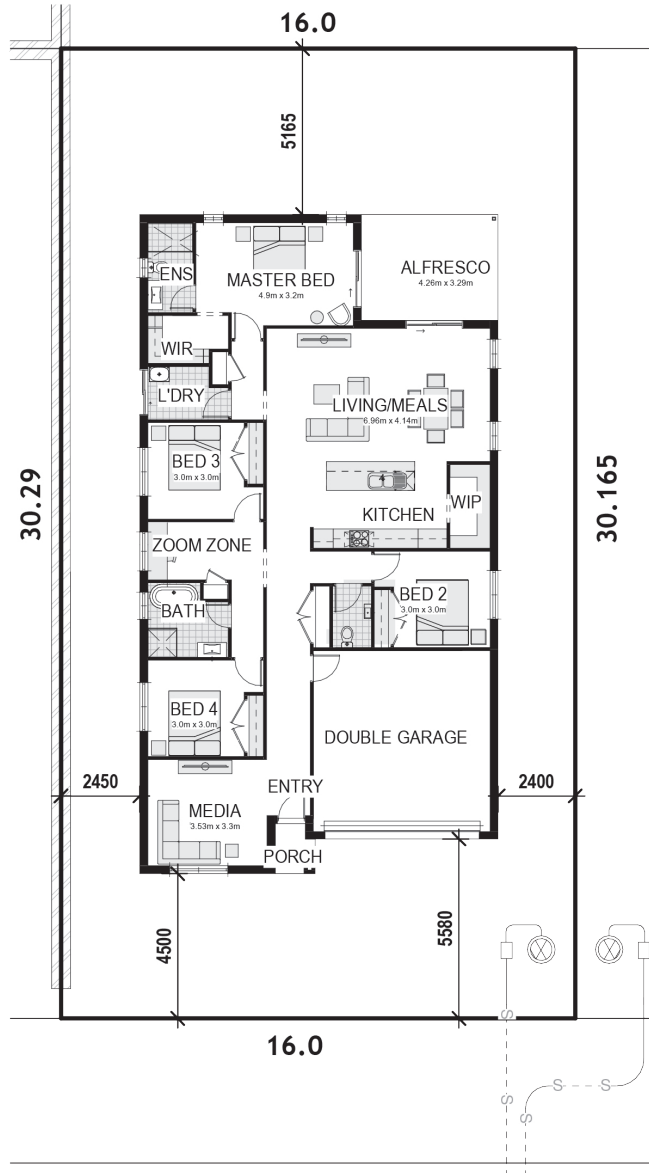 16.0
5165
ENS
MASTER BED
4.9m x 3.2m
ALFRESCO
4.26m x 3.29m
WIR
L'DRY
LIVING/MEALS
6.96m x 4.14m
BED 3
3.0m x 3.0m
30.29
30.165
WIP
KITCHEN
ZOOM ZONE
BATH
BED 2
3.0m x 3.0m
BED 4
3.0m x 3.0m
DOUBLE GARAGE
2450
2400
ENTRY
MEDIA
3.53m x 3.3m
PORCH
4500
5580
16.0
S
S
S
S
S